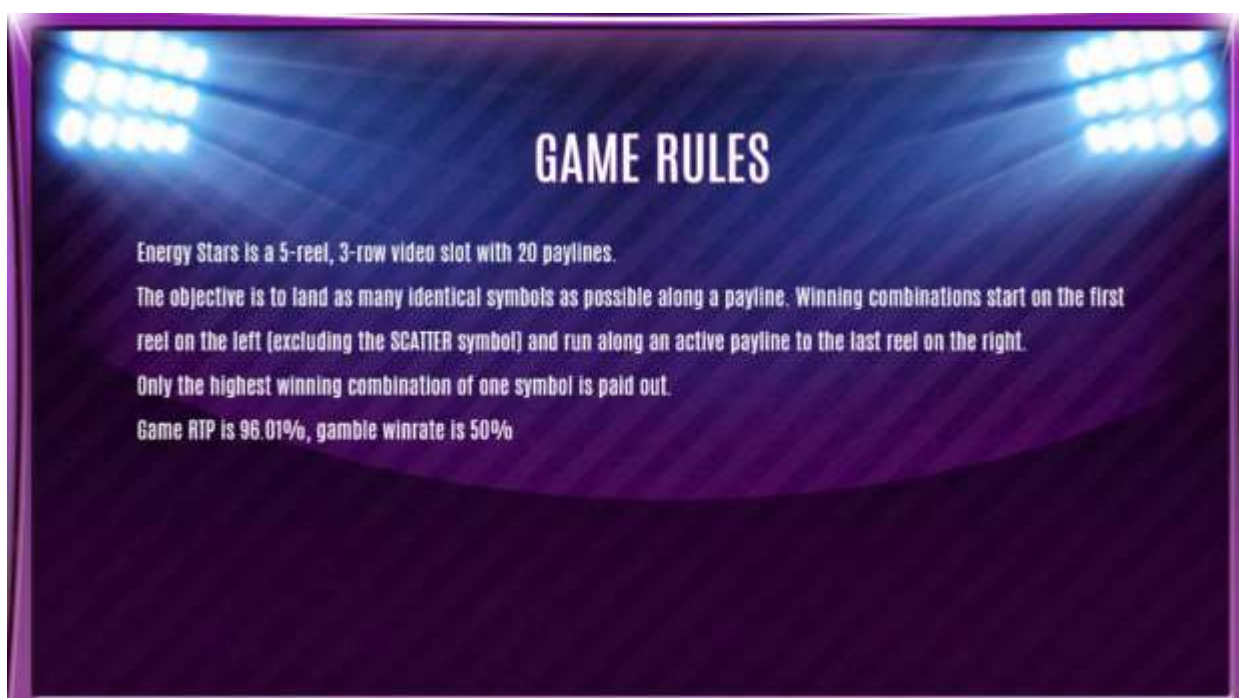 GAME RULES
Energy Stars is a 5-reel, 3-row video slot with 20 paylines.
The objective is to land as many identical symbols as possible along a payline. Winning combinations start on the first
reel on the left (excluding the SCATTER symbol) and run along an active payline to the last reel on the right.
Only the highest winning combination of one symbol is paid out.
Game RTP is 96.01%, gamble winrate is 50%